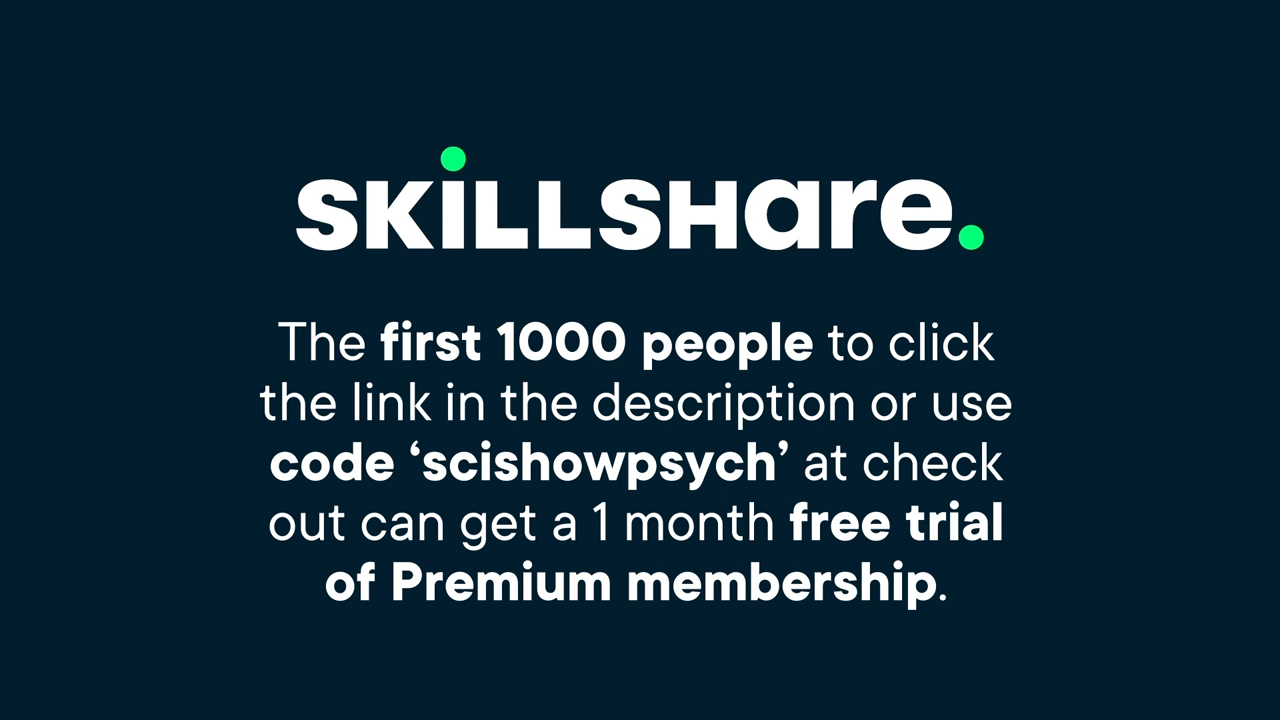 SKiLLSHare.
The first 1000 people to click
the link in the description or use
code ‘scishowpsych’ at check
out can get a 1 month free trial
of Premium membership.